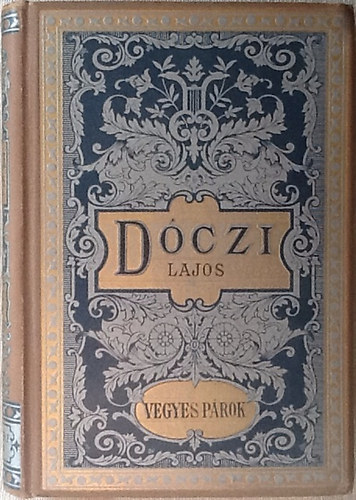 DÓCZI
LAJOS
VEGYES PÁROK